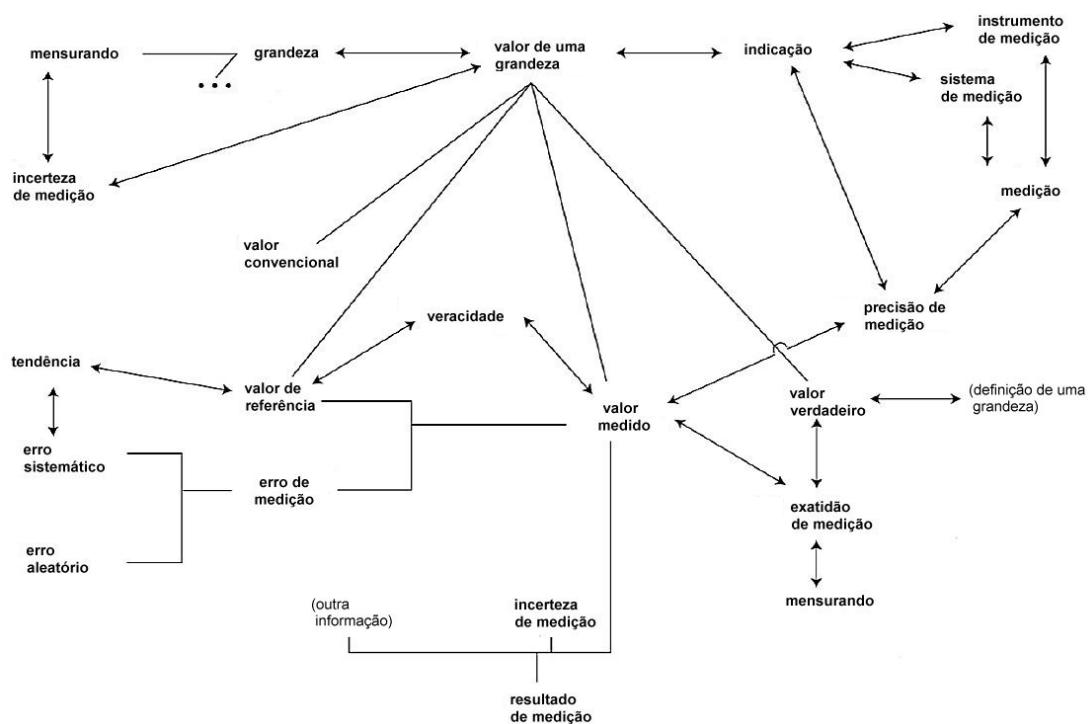 mensurando
grandeza
valor de uma
grandeza
indicação
instrumento
de medição
sistema
de medição
incerteza
de medição
medição
valor
convencional
precisão de
medição
veracidade
tendência
valor de
referência
valor
medido
valor
verdadeiro
(definição de uma
grandeza)
erro
sistemático
erro de
medição
exatidão
de medição
erro
aleatório
mensurando
(outra
informação)
incerteza
de medição
resultado
de medição